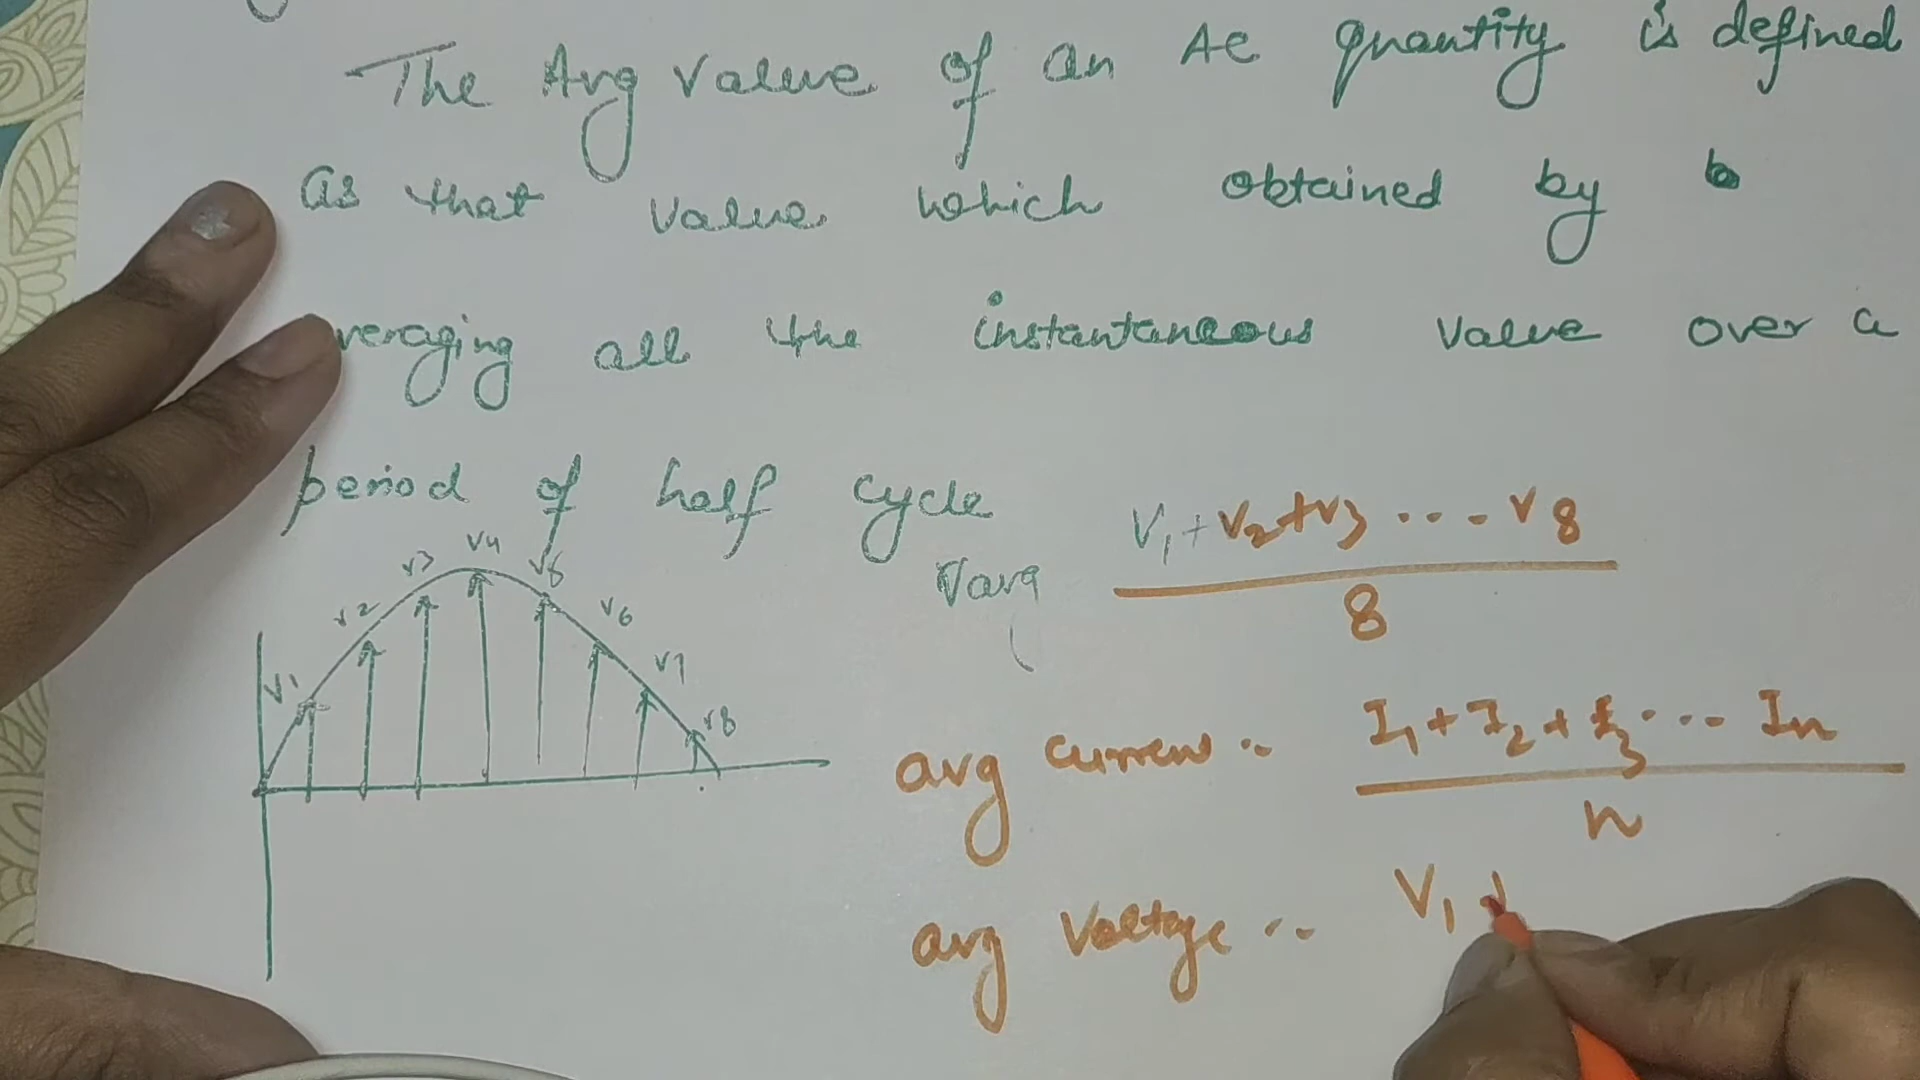 The Avg Value of an AC quantity is defined
as that value which obtained by
veraging all the instantaneous value over a
period of half cycle
V1 V2 V3 V4 V5 V6 V7 V8
Vavg V1+V2+V3 ... V8
8
avg current .. I1+I2+I3... In
n
avg Voltage .. V1 +